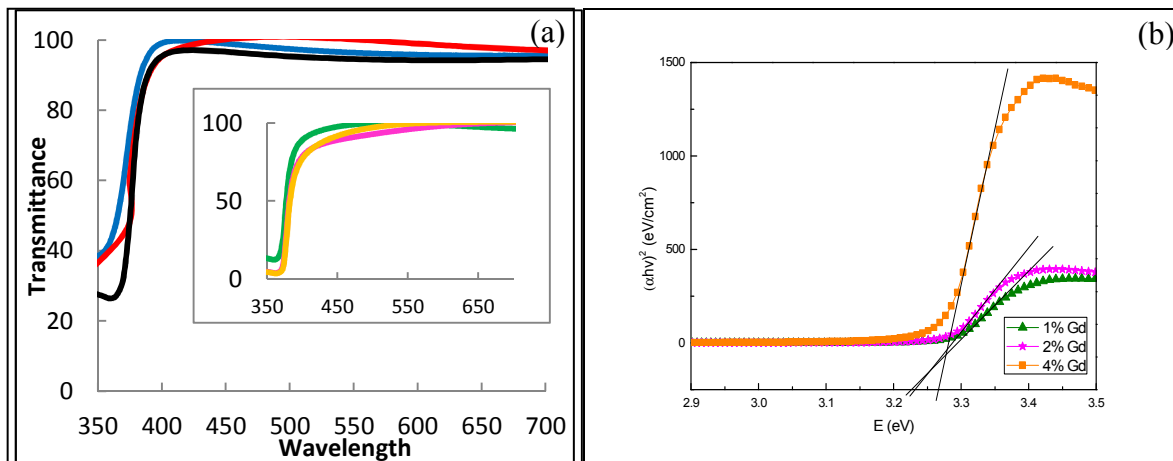 (a)
100
80
60
40
20
0
Transmittance
350 400 450 500 550 600 650 700
Wavelength
100
50
0
350 450 550 650
(b)
1500
1000
500
0
(αhν)² (eV/cm²)
2.9 3.0 3.1 3.2 3.3 3.4 3.5
E (eV)
1% Gd
2% Gd
4% Gd